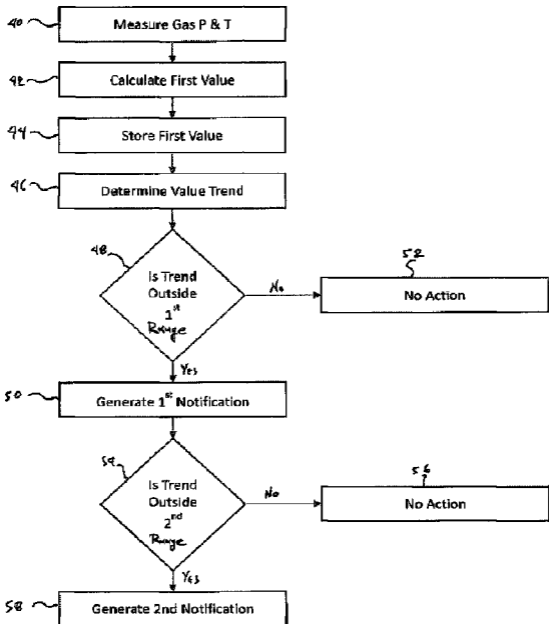 40
Measure Gas P & T
42
Calculate First Value
44
Store First Value
46
Determine Value Trend
48
Is Trend
Outside
1st
Range
No
52
No Action
Yes
50
Generate 1st Notification
54
Is Trend
Outside
2nd
Range
No
56
No Action
Yes
58
Generate 2nd Notification